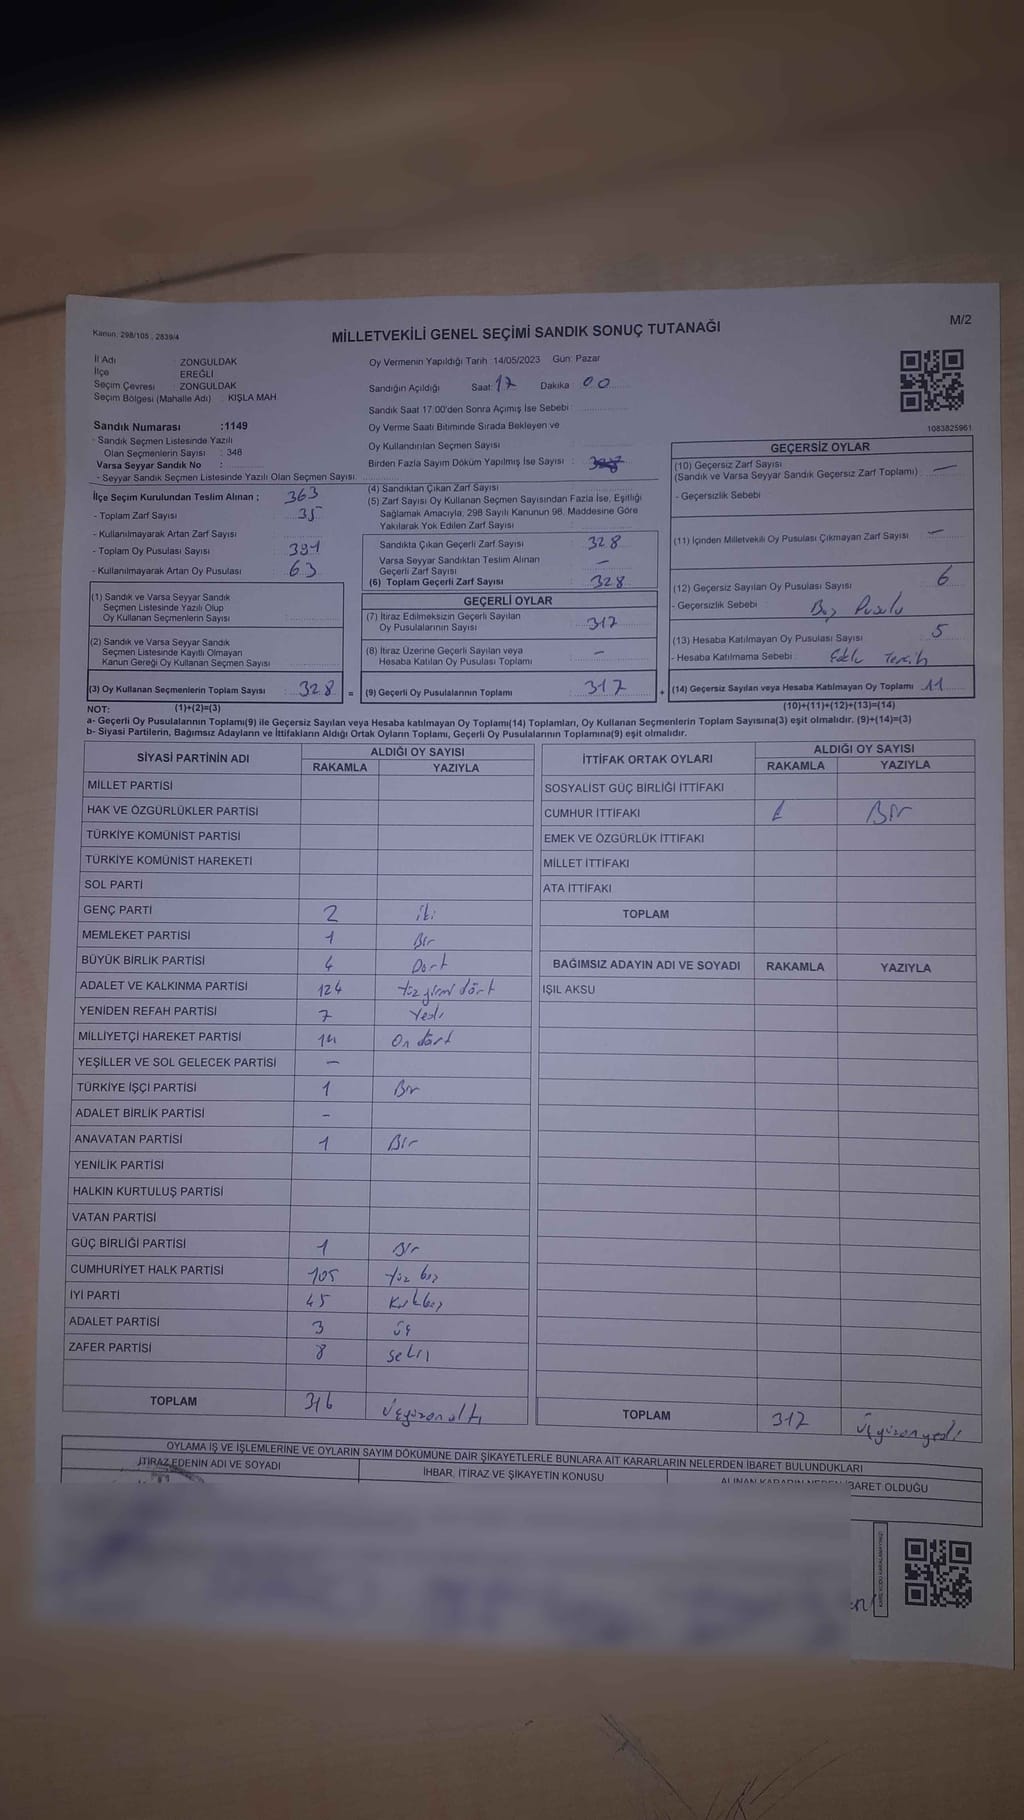 Kanun: 298/105 , 2839/4
MİLLETVEKİLİ GENEL SEÇİMİ SANDIK SONUÇ TUTANAĞI
M/2
İl Adı : ZONGULDAK
İlçe : EREĞLİ
Seçim Çevresi : ZONGULDAK
Seçim Bölgesi (Mahalle Adı) : KIŞLA MAH.
Sandık Numarası :1149
- Sandık Seçmen Listesinde Yazılı
Olan Seçmenlerin Sayısı : 348
Varsa Seyyar Sandık No :
- Seyyar Sandık Seçmen Listesinde Yazılı Olan Seçmen Sayısı:
Oy Vermenin Yapıldığı Tarih :14/05/2023 Gün: Pazar
Sandığın Açıldığı Saat: 17 Dakika : 00
Sandık Saat 17:00'den Sonra Açımış İse Sebebi :
Oy Verme Saati Bitiminde Sırada Bekleyen ve
Oy Kullandırılan Seçmen Sayısı :
Birden Fazla Sayım Döküm Yapılmış İse Sayısı :
1083825961
İlçe Seçim Kurulundan Teslim Alınan ; 363
- Toplam Zarf Sayısı : 35
- Kullanılmayarak Artan Zarf Sayısı :
- Toplam Oy Pusulası Sayısı : 391
- Kullanılmayarak Artan Oy Pusulası : 63
(1) Sandık ve Varsa Seyyar Sandık
Seçmen Listesinde Yazılı Olup
Oy Kullanan Seçmenlerin Sayısı :
(2) Sandık ve Varsa Seyyar Sandık
Seçmen Listesinde Kayıtlı Olmayan
Kanun Gereği Oy Kullanan Seçmen Sayısı :
(3) Oy Kullanan Seçmenlerin Toplam Sayısı : 328 =
(4) Sandıktan Çıkan Zarf Sayısı :
(5) Zarf Sayısı Oy Kullanan Seçmen Sayısından Fazla İse, Eşitliği
Sağlamak Amacıyla, 298 Sayılı Kanunun 98. Maddesine Göre
Yakılarak Yok Edilen Zarf Sayısı :
Sandıkta Çıkan Geçerli Zarf Sayısı : 328
Varsa Seyyar Sandıktan Teslim Alınan
Geçerli Zarf Sayısı : —
(6) Toplam Geçerli Zarf Sayısı : 328
GEÇERLİ OYLAR
(7) İtiraz Edilmeksizin Geçerli Sayılan
Oy Pusulalarının Sayısı : 317
(8) İtiraz Üzerine Geçerli Sayılan veya
Hesaba Katılan Oy Pusulası Toplamı : —
(9) Geçerli Oy Pusulalarının Toplamı : 317 +
GEÇERSİZ OYLAR
(10) Geçersiz Zarf Sayısı :
(Sandık ve Varsa Seyyar Sandık Geçersiz Zarf Toplamı) —
- Geçersizlik Sebebi :
(11) İçinden Milletvekili Oy Pusulası Çıkmayan Zarf Sayısı : —
(12) Geçersiz Sayılan Oy Pusulası Sayısı : 6
- Geçersizlik Sebebi : Boş Pusula
(13) Hesaba Katılmayan Oy Pusulası Sayısı : 5
- Hesaba Katılmama Sebebi : Tercih
(14) Geçersiz Sayılan veya Hesaba Katılmayan Oy Toplamı : 11
NOT: (1)+(2)=(3) (10)+(11)+(12)+(13)=(14)
a- Geçerli Oy Pusulalarının Toplamı(9) ile Geçersiz Sayılan veya Hesaba katılmayan Oy Toplamı(14) Toplamları, Oy Kullanan Seçmenlerin Toplam Sayısına(3) eşit olmalıdır. (9)+(14)=(3)
b- Siyasi Partilerin, Bağımsız Adayların ve İttifakların Aldığı Ortak Oyların Toplamı, Geçerli Oy Pusulalarının Toplamına(9) eşit olmalıdır.
SİYASİ PARTİNİN ADI ALDIĞI OY SAYISI
RAKAMLA YAZIYLA
MİLLET PARTİSİ
HAK VE ÖZGÜRLÜKLER PARTİSİ
TÜRKİYE KOMÜNİST PARTİSİ
TÜRKİYE KOMÜNİST HAREKETİ
SOL PARTİ
GENÇ PARTİ 2 iki
MEMLEKET PARTİSİ 1 Bir
BÜYÜK BİRLİK PARTİSİ 4 Dört
ADALET VE KALKINMA PARTİSİ 124 Yüz yirmi dört
YENİDEN REFAH PARTİSİ 7 Yedi
MİLLİYETÇİ HAREKET PARTİSİ 14 On dört
YEŞİLLER VE SOL GELECEK PARTİSİ —
TÜRKİYE İŞÇİ PARTİSİ 1 Bir
ADALET BİRLİK PARTİSİ -
ANAVATAN PARTİSİ 1 Bir
YENİLİK PARTİSİ
HALKIN KURTULUŞ PARTİSİ
VATAN PARTİSİ
GÜÇ BİRLİĞİ PARTİSİ 1 Bir
CUMHURİYET HALK PARTİSİ 105 Yüz beş
İYİ PARTİ 45 Kırkbeş
ADALET PARTİSİ 3 üç
ZAFER PARTİSİ 8 sekiz
TOPLAM 316 Üçyüzonaltı
İTTİFAK ORTAK OYLARI ALDIĞI OY SAYISI
RAKAMLA YAZIYLA
SOSYALİST GÜÇ BİRLİĞİ İTTİFAKI
CUMHUR İTTİFAKI 1 Bir
EMEK VE ÖZGÜRLÜK İTTİFAKI
MİLLET İTTİFAKI
ATA İTTİFAKI
TOPLAM
BAĞIMSIZ ADAYIN ADI VE SOYADI RAKAMLA YAZIYLA
IŞIL AKSU
TOPLAM 317 Üçyüzonyedi
OYLAMA İŞ VE İŞLEMLERİNE VE OYLARIN SAYIM DÖKÜMÜNE DAİR ŞİKAYETLERLE BUNLARA AİT KARARLARIN NELERDEN İBARET BULUNDUKLARI
İTİRAZ EDENİN ADI VE SOYADI İHBAR, İTİRAZ VE ŞİKAYETİN KONUSU ALINAN KARARIN NEDEN İBARET OLDUĞU